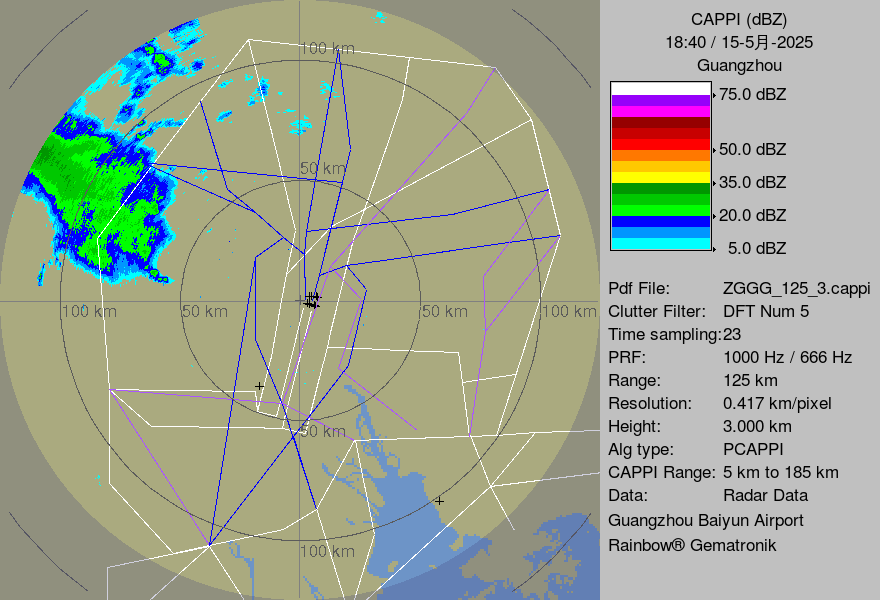 CAPPI (dBZ)
18:40 / 15-5月-2025
Guangzhou
75.0 dBZ
50.0 dBZ
35.0 dBZ
20.0 dBZ
5.0 dBZ
Pdf File: ZGGG_125_3.cappi
Clutter Filter: DFT Num 5
Time sampling:23
PRF: 1000 Hz / 666 Hz
Range: 125 km
Resolution: 0.417 km/pixel
Height: 3.000 km
Alg type: PCAPPI
CAPPI Range: 5 km to 185 km
Data: Radar Data
Guangzhou Baiyun Airport
Rainbow® Gematronik
100 km
50 km
100 km
50 km
50 km
100 km
50 km
100 km